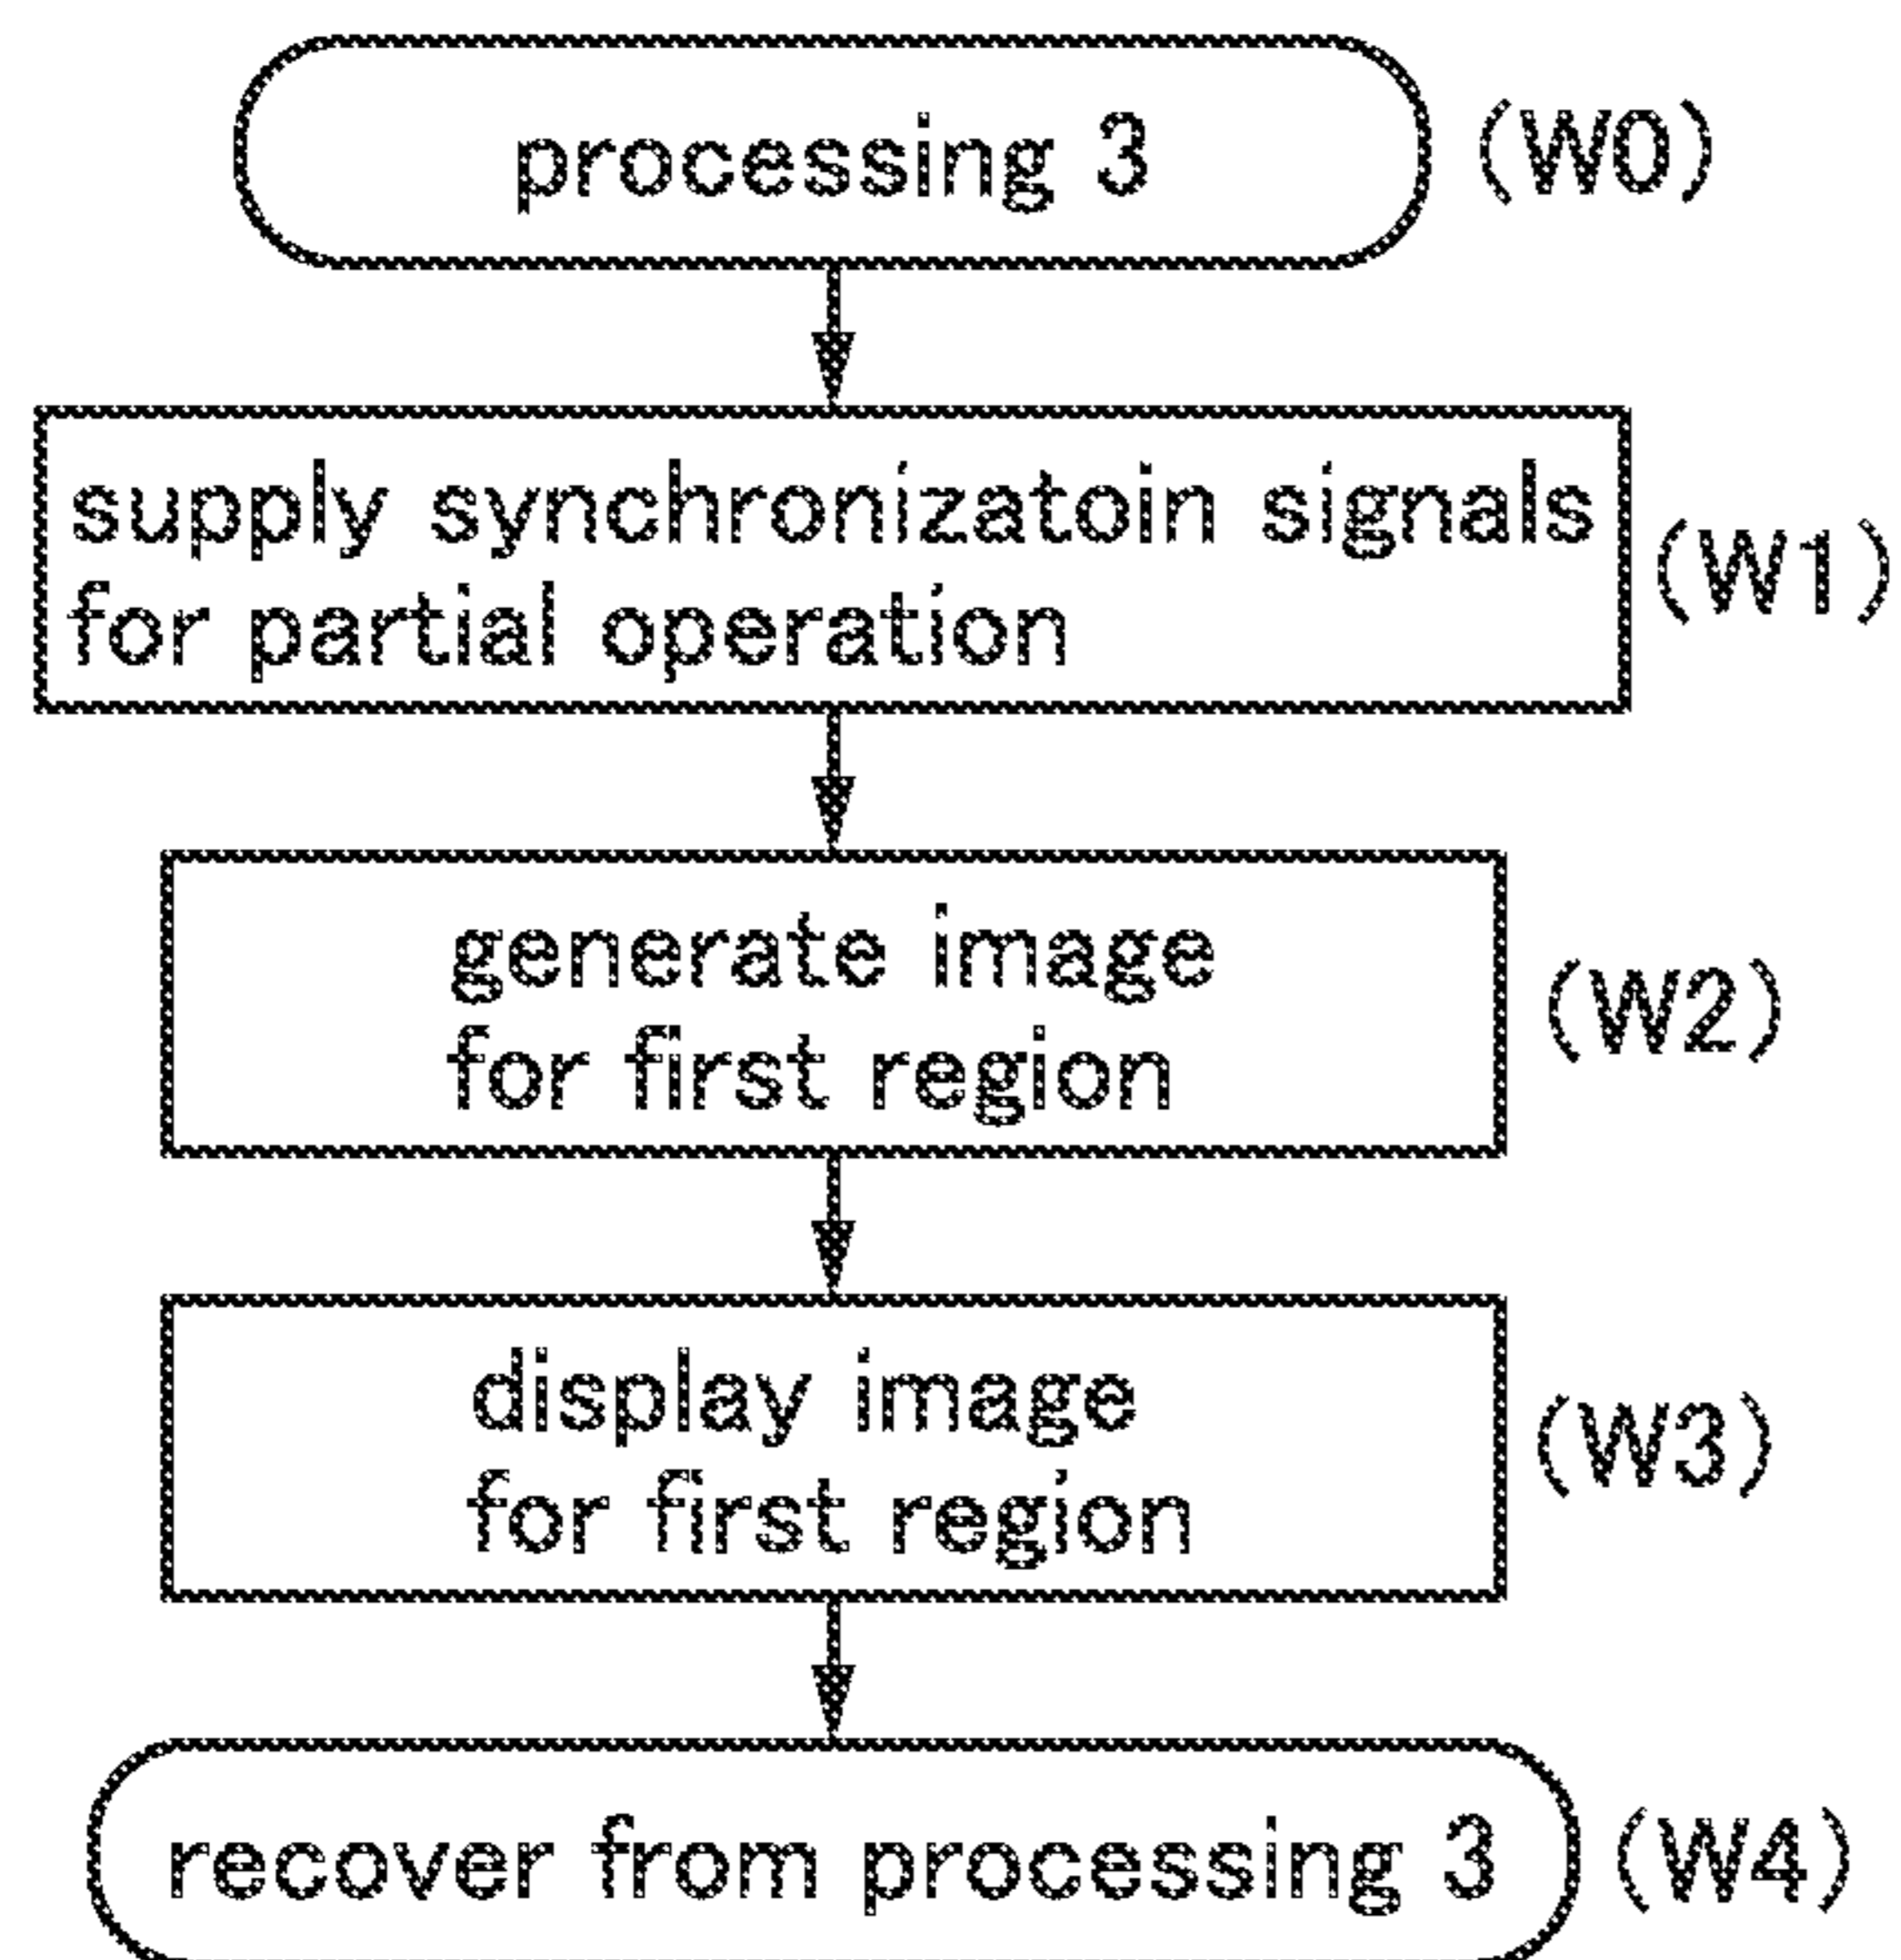 processing 3 (W0)
supply synchronizatoin signals
for partial operation
(W1)
generate image
for first region
(W2)
display image
for first region
(W3)
recover from processing 3 (W4)